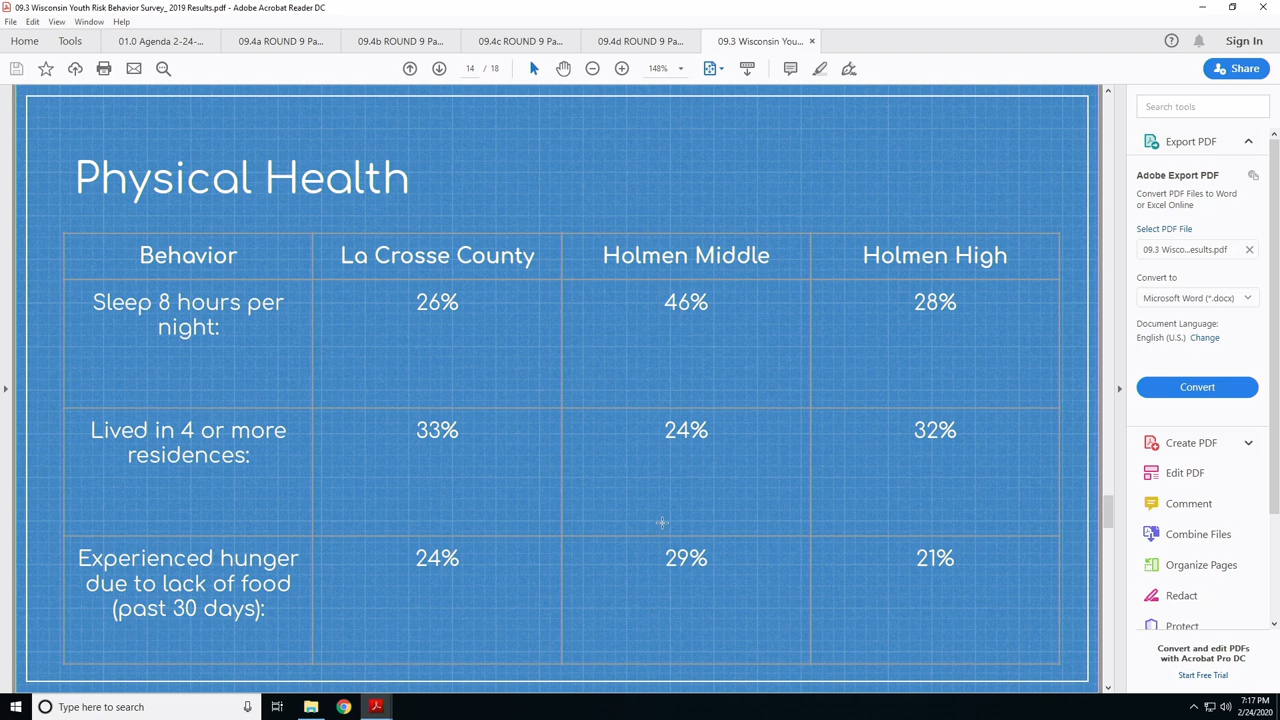 09.3 Wisconsin Youth Risk Behavior Survey_ 2019 Results.pdf - Adobe Acrobat Reader DC
File Edit View Window Help
Home Tools 01.0 Agenda 2-24-... 09.4a ROUND 9 Pa... 09.4b ROUND 9 Pa... 09.4c ROUND 9 Pa... 09.4d ROUND 9 Pa... 09.3 Wisconsin You... × Sign In
14 / 18 148% Share
Physical Health
Behavior La Crosse County Holmen Middle Holmen High
Sleep 8 hours per 26% 46% 28%
night:
Lived in 4 or more 33% 24% 32%
residences:
Experienced hunger 24% 29% 21%
due to lack of food
(past 30 days):
Search tools
Export PDF
Adobe Export PDF
Convert PDF Files to Word
or Excel Online
Select PDF File
09.3 Wisco...esults.pdf
Convert to
Microsoft Word (*.docx)
Document Language:
English (U.S.) Change
Convert
Create PDF
Edit PDF
Comment
Combine Files
Organize Pages
Redact
Protect
Convert and edit PDFs
with Acrobat Pro DC
Start Free Trial
Type here to search
7:17 PM
2/24/2020